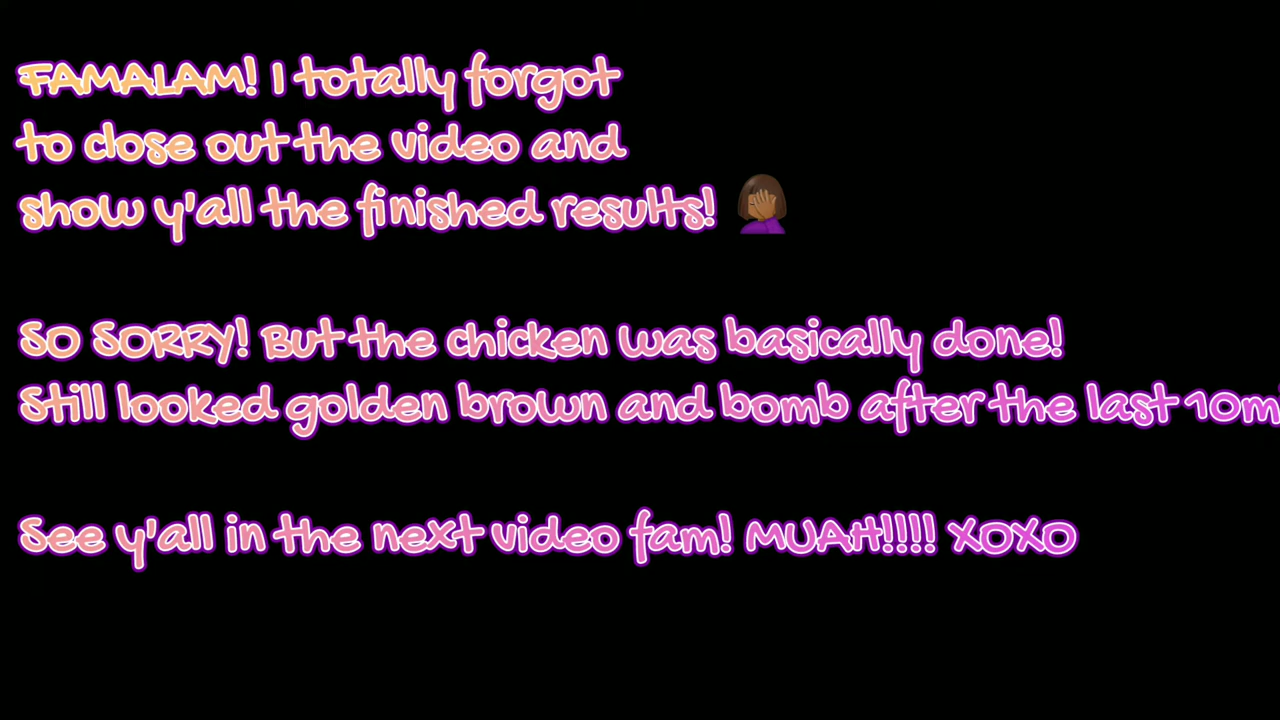 FAMALAM! I totally forgot
to close out the video and
show y'all the finished results! 🤦🏾‍♀️
SO SORRY! But the chicken was basically done!
Still looked golden brown and bomb after the last 10m
See y'all in the next video fam! MUAH!!!! XOXO